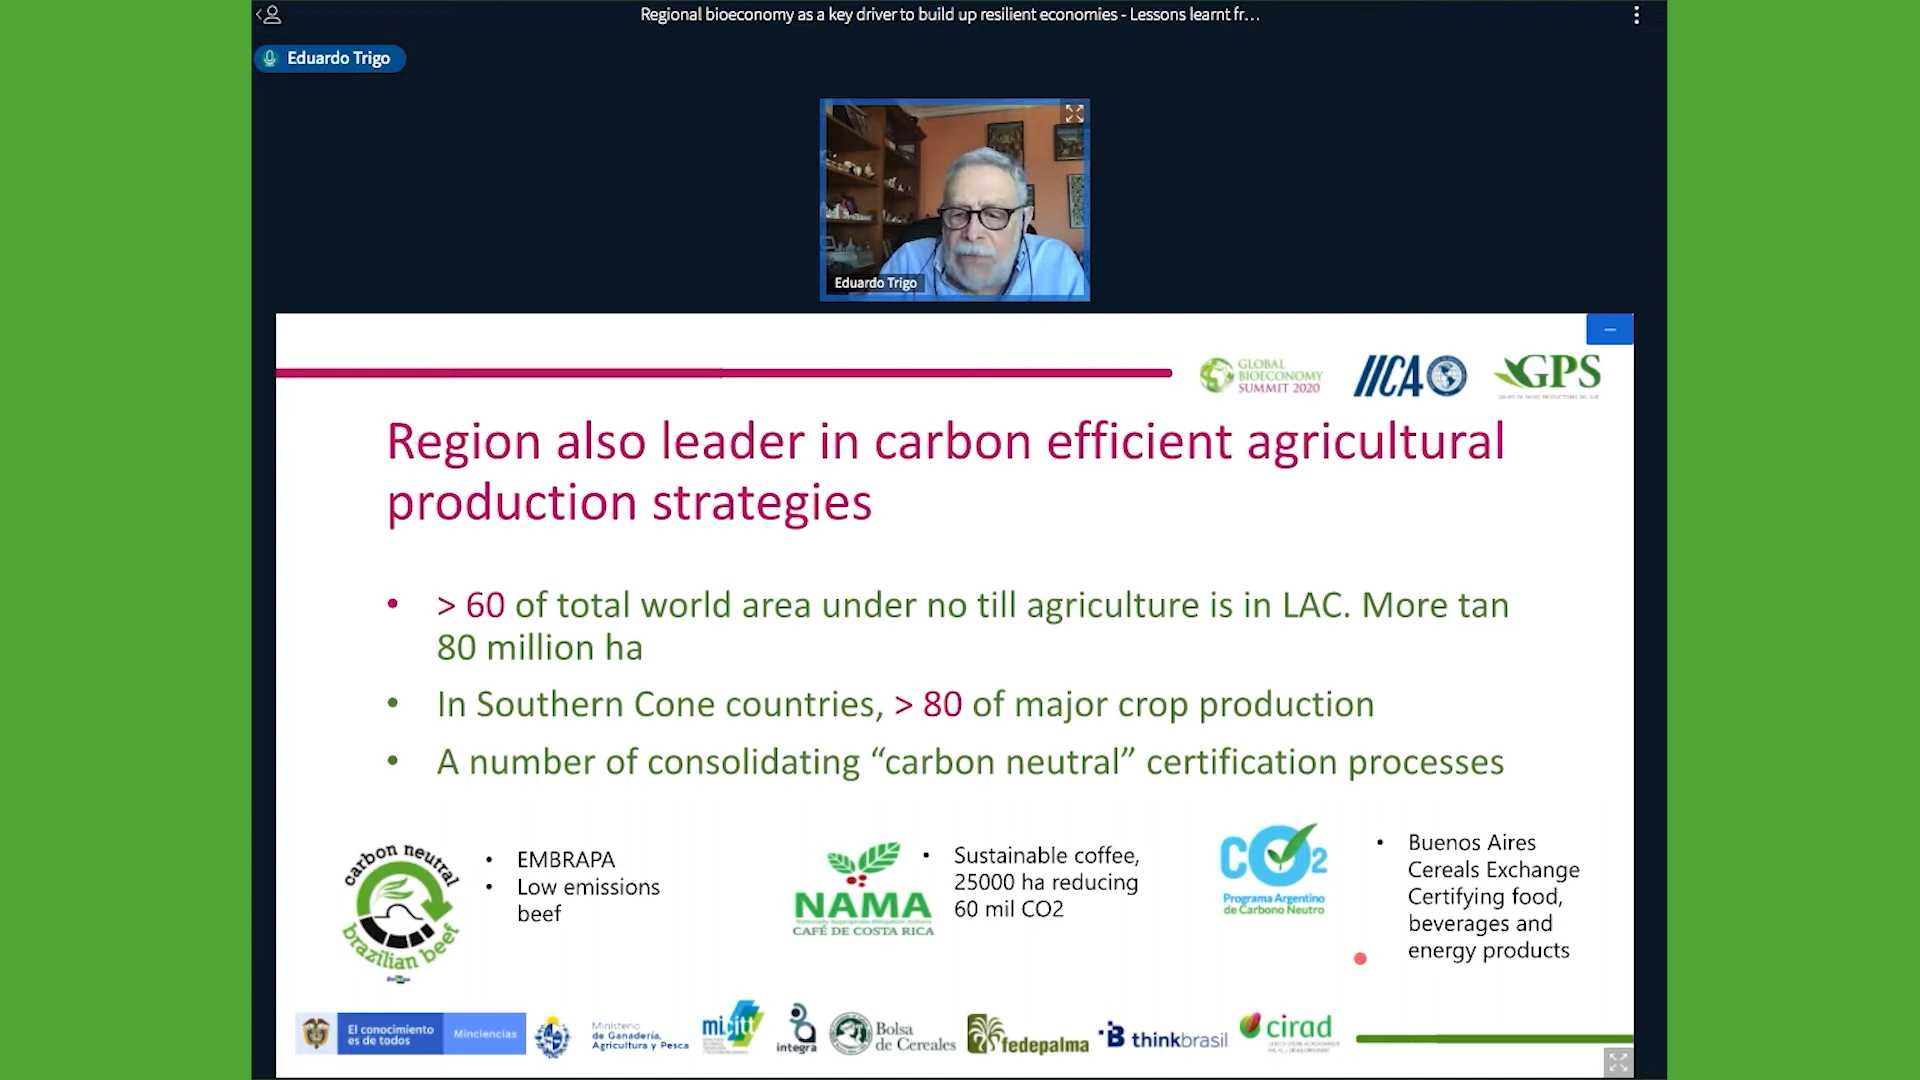 Regional bioeconomy as a key driver to build up resilient economies - Lessons learnt fr...
Eduardo Trigo
Eduardo Trigo
GLOBAL
BIOECONOMY
SUMMIT 2020
IICA
GPS
Region also leader in carbon efficient agricultural
production strategies
• > 60 of total world area under no till agriculture is in LAC. More tan
80 million ha
• In Southern Cone countries, > 80 of major crop production
• A number of consolidating “carbon neutral” certification processes
carbon neutral
brazilian beef
• EMBRAPA
• Low emissions
beef
NAMA
CAFÉ DE COSTA RICA
• Sustainable coffee,
25000 ha reducing
60 mil CO2
CO2
Programa Argentino
de Carbono Neutro
• Buenos Aires
Cereals Exchange
Certifying food,
beverages and
energy products
El conocimiento
es de todos
Minciencias
Ministerio
de Ganadería,
Agricultura y Pesca
micitt
integra
Bolsa
de Cereales
fedepalma
thinkbrasil
cirad